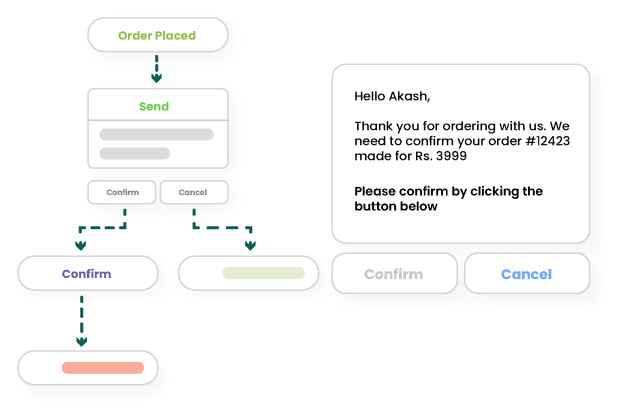 Order Placed
Send
Confirm
Cancel
Confirm
Hello Akash,
Thank you for ordering with us. We
need to confirm your order #12423
made for Rs. 3999
Please confirm by clicking the
button below
Confirm
Cancel